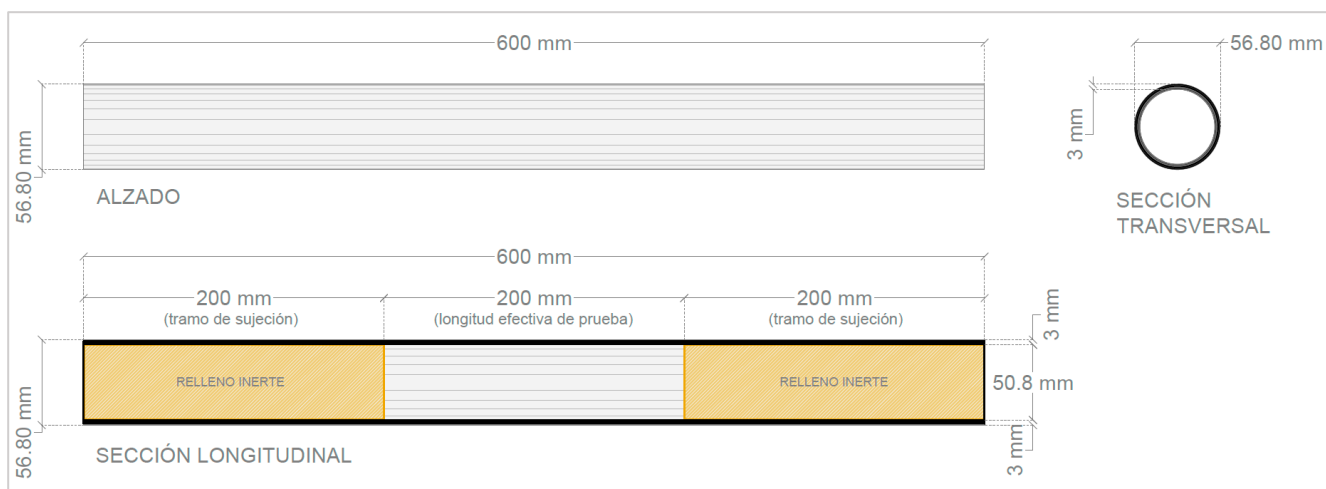 600 mm
56.80 mm
56.80 mm
3 mm
ALZADO
SECCIÓN
TRANSVERSAL
600 mm
200 mm
(tramo de sujeción)
200 mm
(longitud efectiva de prueba)
200 mm
(tramo de sujeción)
3 mm
56.80 mm
RELLENO INERTE
RELLENO INERTE
50.8 mm
3 mm
SECCIÓN LONGITUDINAL